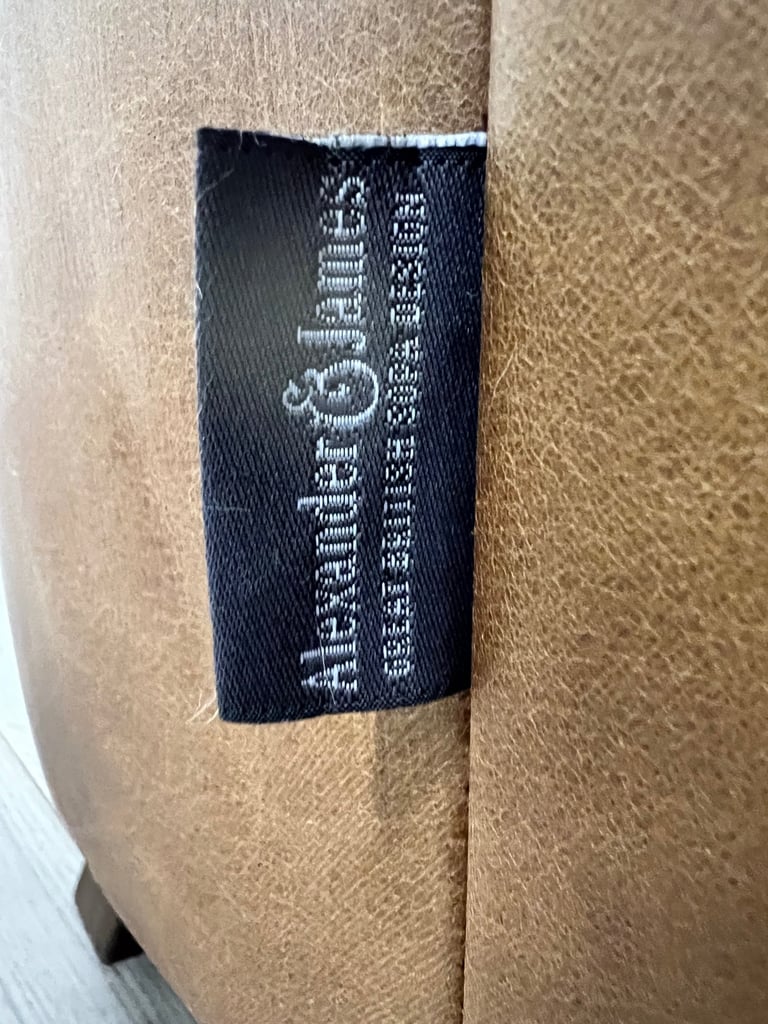 Alexander & James
GREAT BRITISH SOFA DESIGN